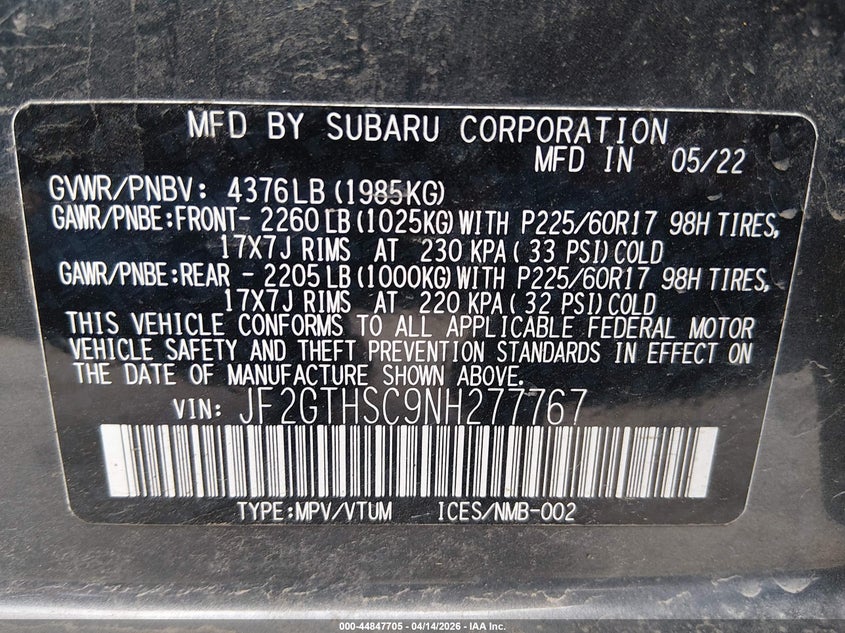 MFD BY SUBARU CORPORATION
MFD IN 05/22
GVWR/PNBV: 4376LB(1985KG)
GAWR/PNBE:FRONT- 2260LB(1025KG)WITH P225/60R17 98H TIRES,
17X7J RIMS AT 230 KPA( 33 PSI)COLD
GAWR/PNBE:REAR - 2205LB(1000KG)WITH P225/60R17 98H TIRES,
17X7J RIMS AT 220 KPA( 32 PSI)COLD
THIS VEHICLE CONFORMS TO ALL APPLICABLE FEDERAL MOTOR
VEHICLE SAFETY AND THEFT PREVENTION STANDARDS IN EFFECT ON
THE DATE OF MANUFACTURE SHOWN ABOVE.
VIN: JF2GTHSC9NH277767
TYPE:MPV/VTUM ICES/NMB-002
000-44847705 - 04/14/2026 - IAA Inc.